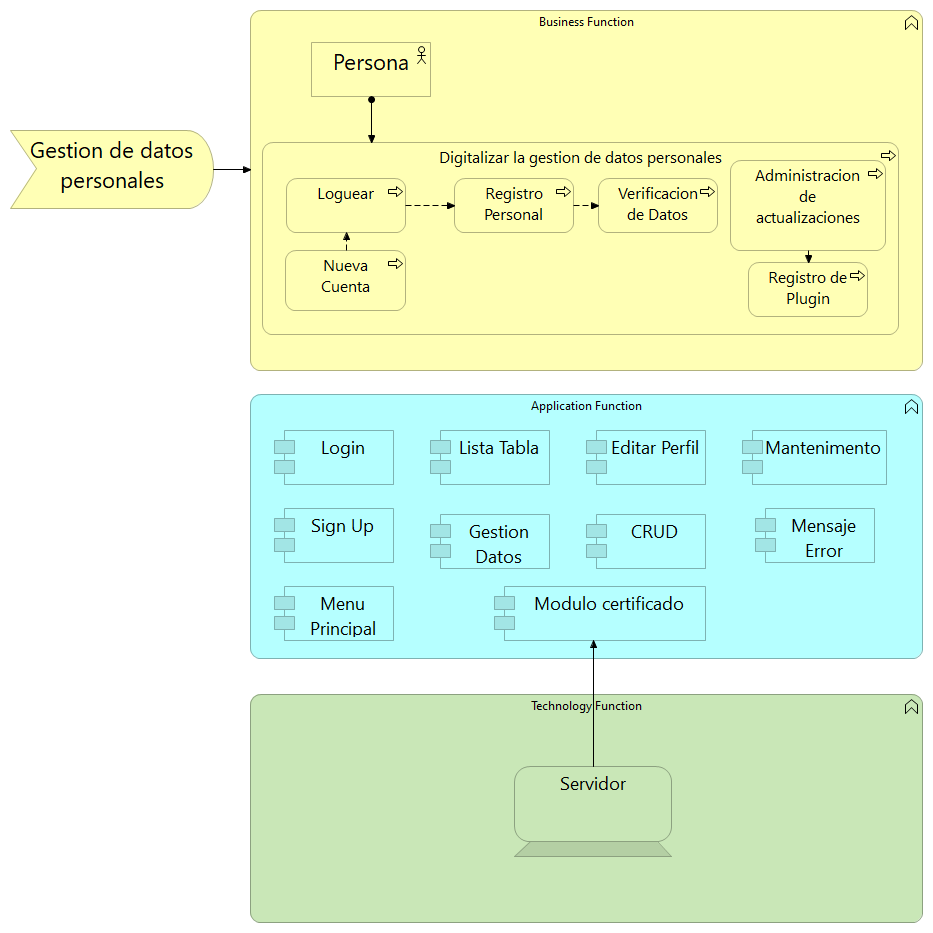 Business Function
Persona
Gestion de datos
personales
Digitalizar la gestion de datos personales
Loguear
Registro
Personal
Verificacion
de Datos
Administracion
de
actualizaciones
Nueva
Cuenta
Registro de
Plugin
Application Function
Login
Lista Tabla
Editar Perfil
Mantenimento
Sign Up
Gestion
Datos
CRUD
Mensaje
Error
Menu
Principal
Modulo certificado
Technology Function
Servidor